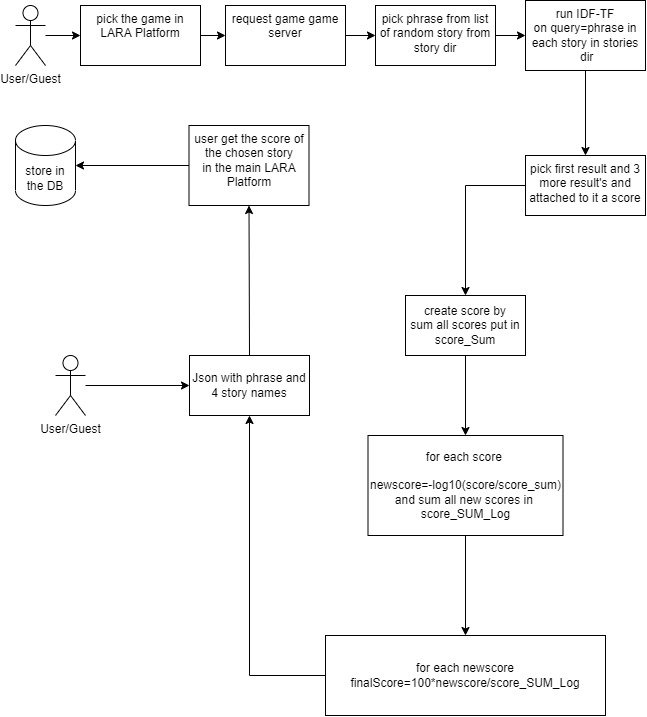 User/Guest
pick the game in
LARA Platform
request game game
server
pick phrase from list
of random story from
story dir
run IDF-TF
on query=phrase in
each story in stories
dir
pick first result and 3
more result's and
attached to it a score
create score by
sum all scores put in
score_Sum
for each score
newscore=-log10(score/score_sum)
and sum all new scores in
score_SUM_Log
for each newscore
finalScore=100*newscore/score_SUM_Log
Json with phrase and
4 story names
User/Guest
user get the score of
the chosen story
in the main LARA
Platform
store in
the DB